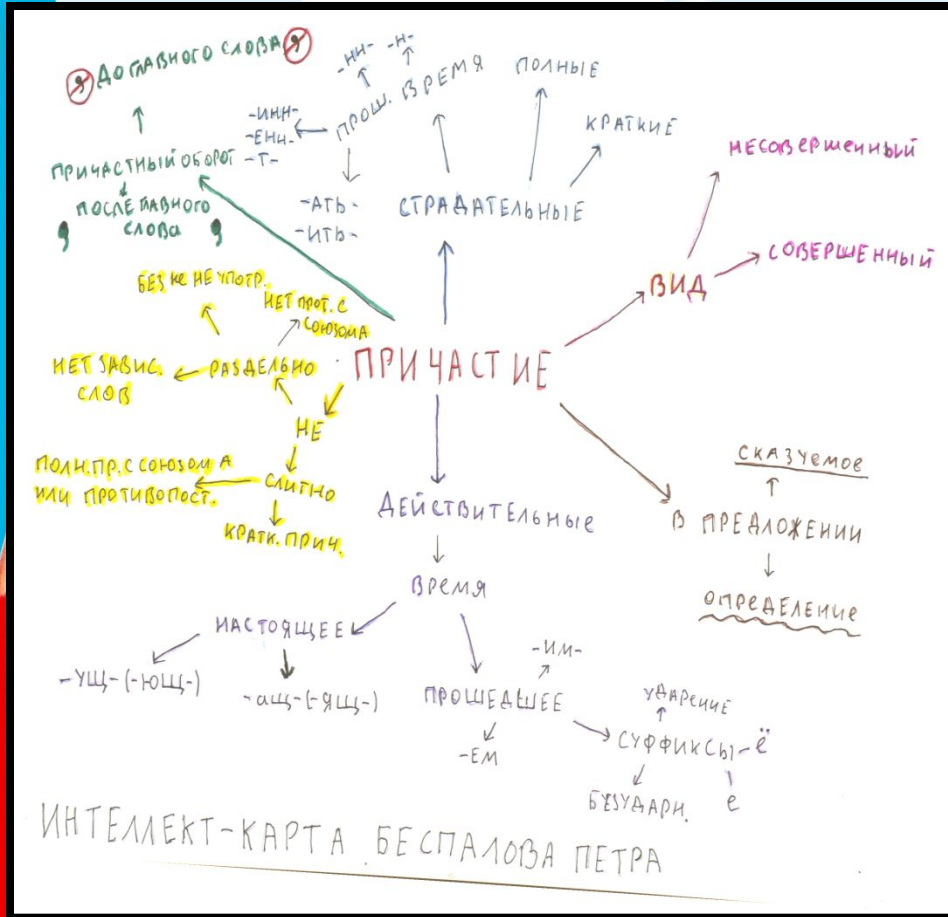 ДО ГЛАВНОГО СЛОВА
ПРИЧАСТНЫЙ ОБОРОТ
ПОСЛЕ ГЛАВНОГО
СЛОВА
-НН-
-Н-
ПРОШ. ВРЕМЯ
-ИНН-
-ЕНН-
-Т-
-АТЬ-
-ИТЬ-
ПОЛНЫЕ
КРАТКИЕ
СТРАДАТЕЛЬНЫЕ
НЕСОВЕРШЕННЫЙ
СОВЕРШЕННЫЙ
ВИД
БЕЗ НЕ НЕ УПОТР.
НЕТ ПРОТ. С
СОЮЗОМ А
НЕТ ЗАВИС.
СЛОВ
РАЗДЕЛЬНО
ПРИЧАСТИЕ
НЕ
ПОЛН. ПР. С СОЮЗОМ А
ИЛИ ПРОТИВОПОСТ.
СЛИТНО
КРАТК. ПРИЧ.
ДЕЙСТВИТЕЛЬНЫЕ
СКАЗУЕМОЕ
В ПРЕДЛОЖЕНИИ
ОПРЕДЕЛЕНИЕ
ВРЕМЯ
НАСТОЯЩЕЕ
-УЩ-(-ЮЩ-)
-АЩ-(-ЯЩ-)
-ИМ-
ПРОШЕДШЕЕ
-ЕМ
УДАРЕНИЕ
СУФФИКСЫ-Ё
БЕЗУДАРН.
е
ИНТЕЛЛЕКТ-КАРТА БЕСПАЛОВА ПЕТРА